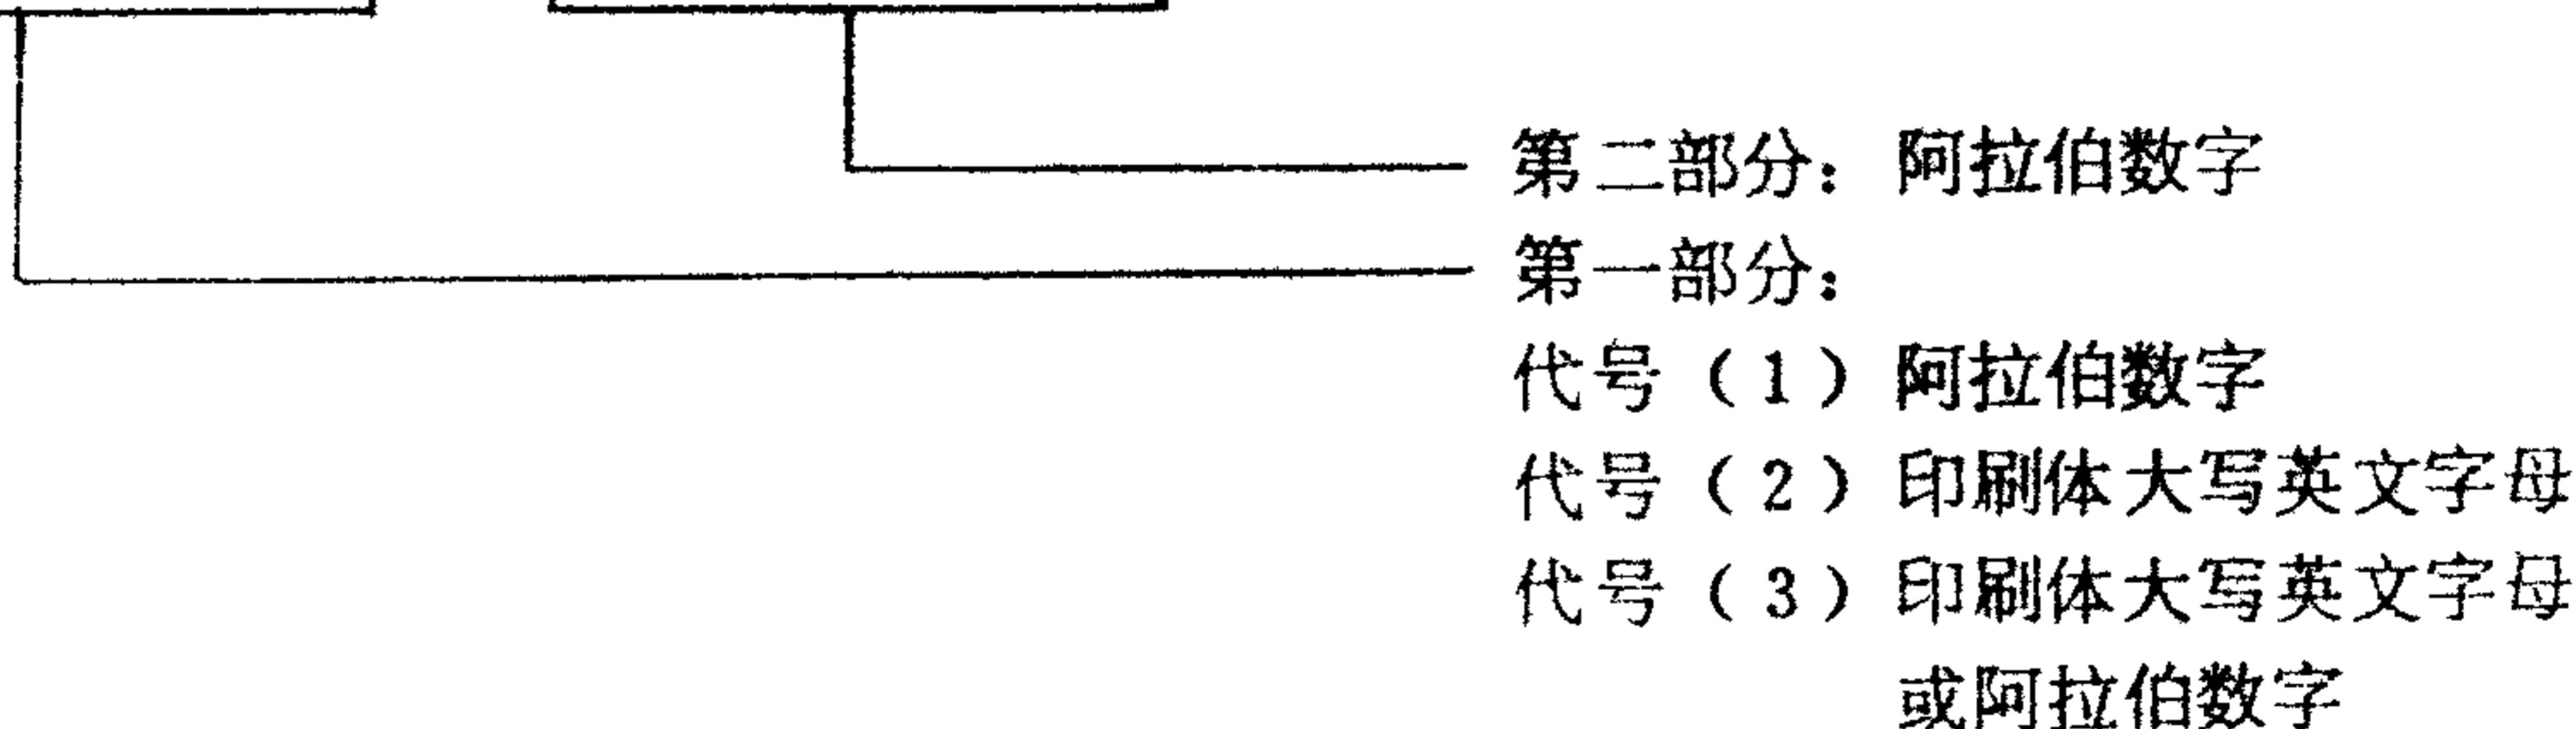 第二部分：阿拉伯数字
第一部分：
代号（1）阿拉伯数字
代号（2）印刷体大写英文字母
代号（3）印刷体大写英文字母
或阿拉伯数字